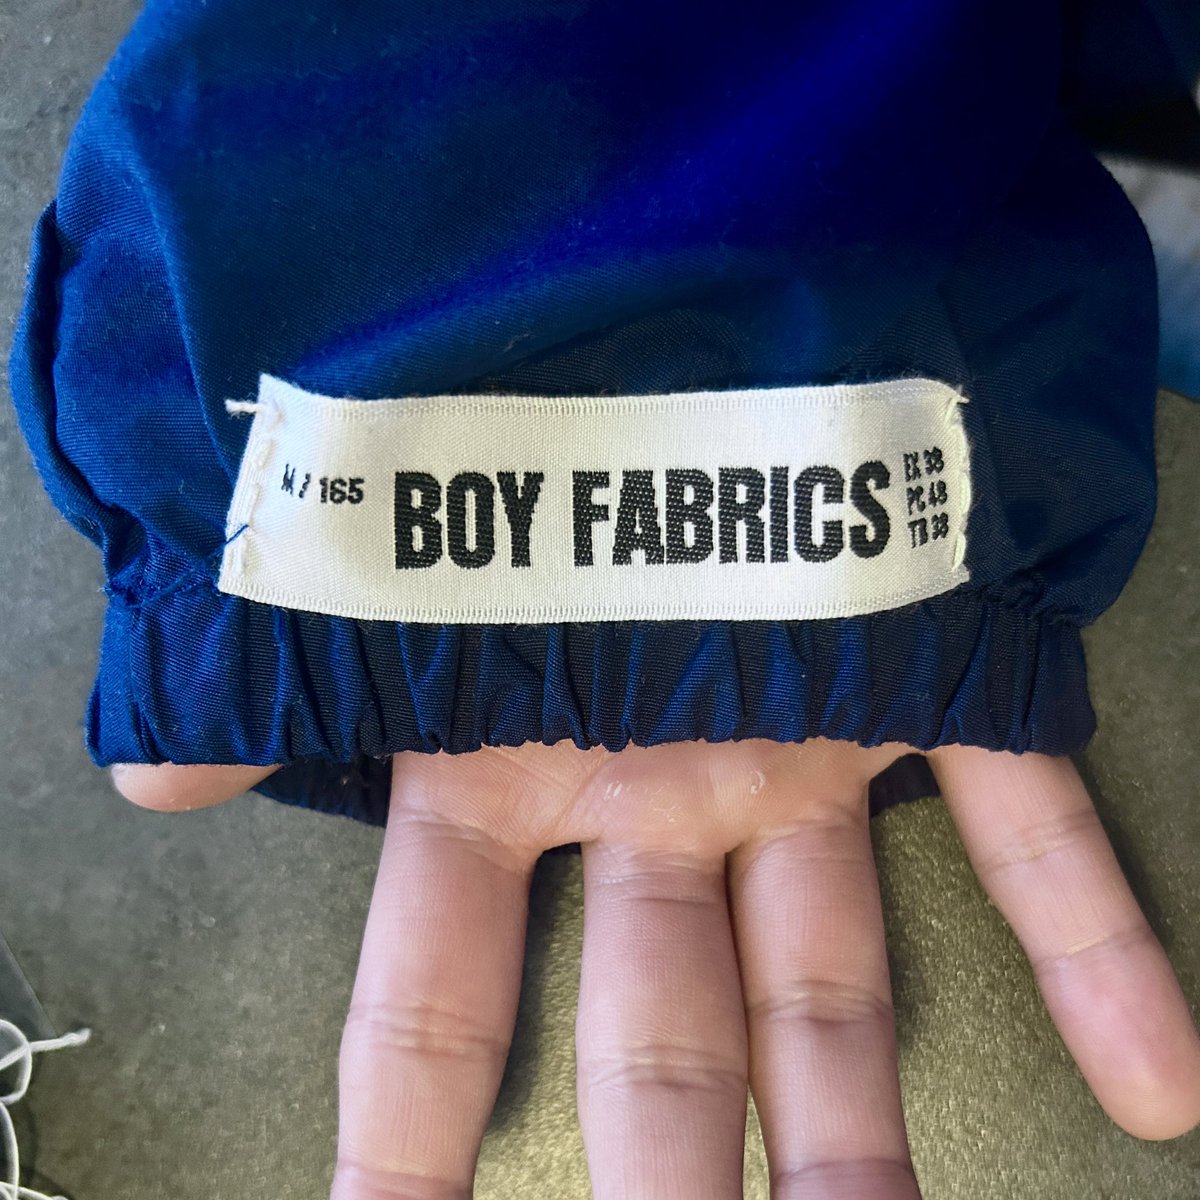 M / 165
BOY FABRICS
EK 38
PC 48
TB 38